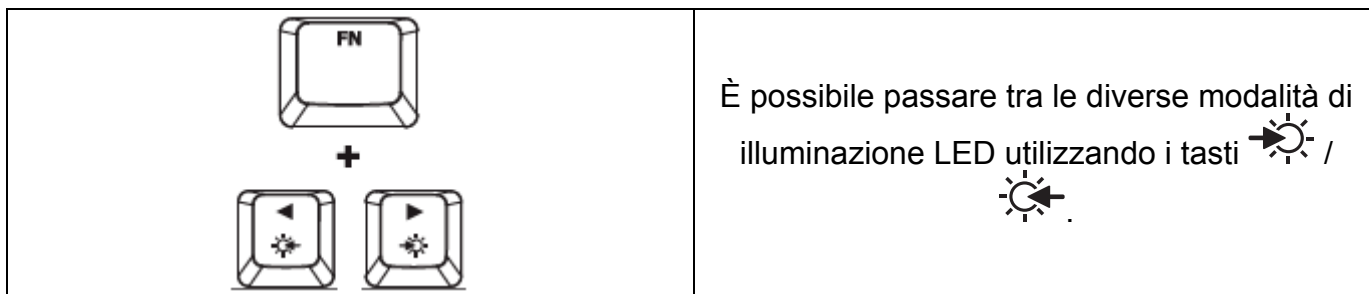 FN
+
È possibile passare tra le diverse modalità di
illuminazione LED utilizzando i tasti /
.